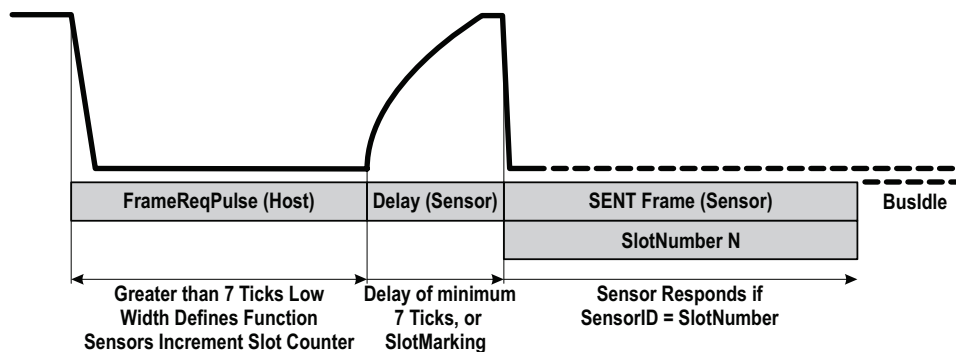 FrameReqPulse (Host)
Delay (Sensor)
SENT Frame (Sensor)
BusIdle
SlotNumber N
Greater than 7 Ticks Low
Width Defines Function
Sensors Increment Slot Counter
Delay of minimum
7 Ticks, or
SlotMarking
Sensor Responds if
SensorID = SlotNumber